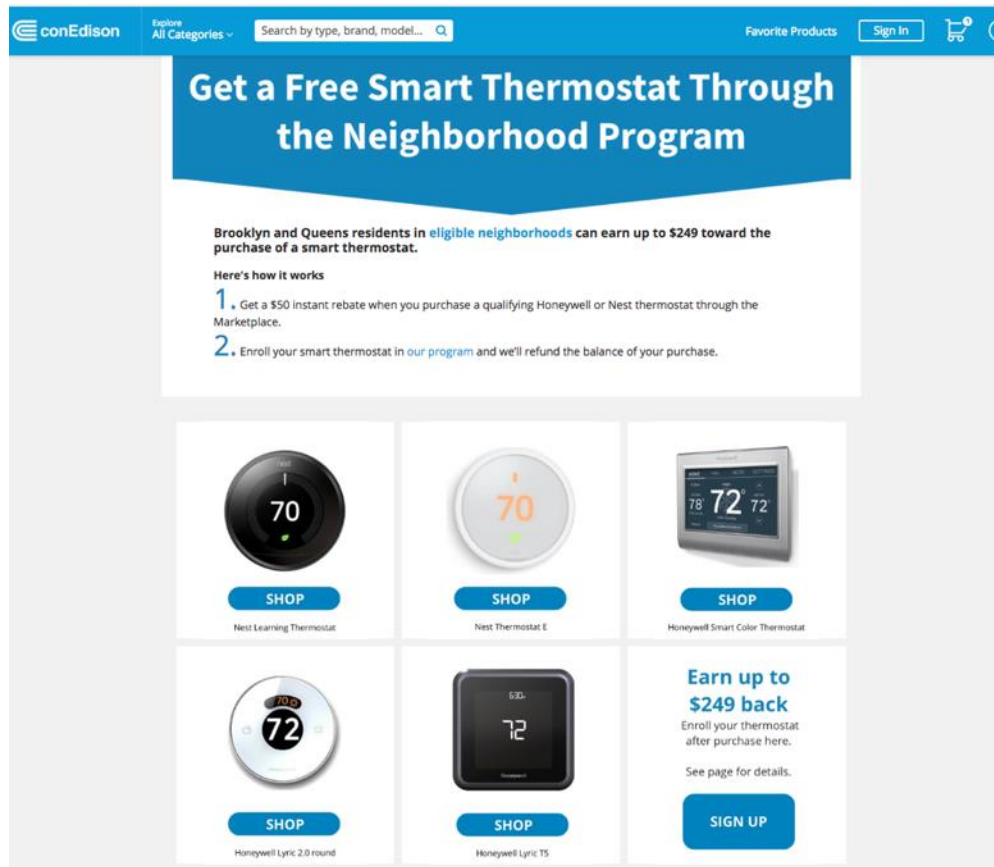 conEdison
Explore
All Categories
Search by type, brand, model...
Favorite Products
Sign In
Get a Free Smart Thermostat Through
the Neighborhood Program
Brooklyn and Queens residents in eligible neighborhoods can earn up to $249 toward the
purchase of a smart thermostat.
Here's how it works
1. Get a $50 instant rebate when you purchase a qualifying Honeywell or Nest thermostat through the
Marketplace.
2. Enroll your smart thermostat in our program and we'll refund the balance of your purchase.
nest
70
SHOP
Nest Learning Thermostat
70
SHOP
Nest Thermostat E
78°
72°
72°
SHOP
Honeywell Smart Color Thermostat
70
72
SHOP
Honeywell Lyric 2.0 round
6:30
72
Honeywell
SHOP
Honeywell Lyric T5
Earn up to
$249 back
Enroll your thermostat
after purchase here.
See page for details.
SIGN UP